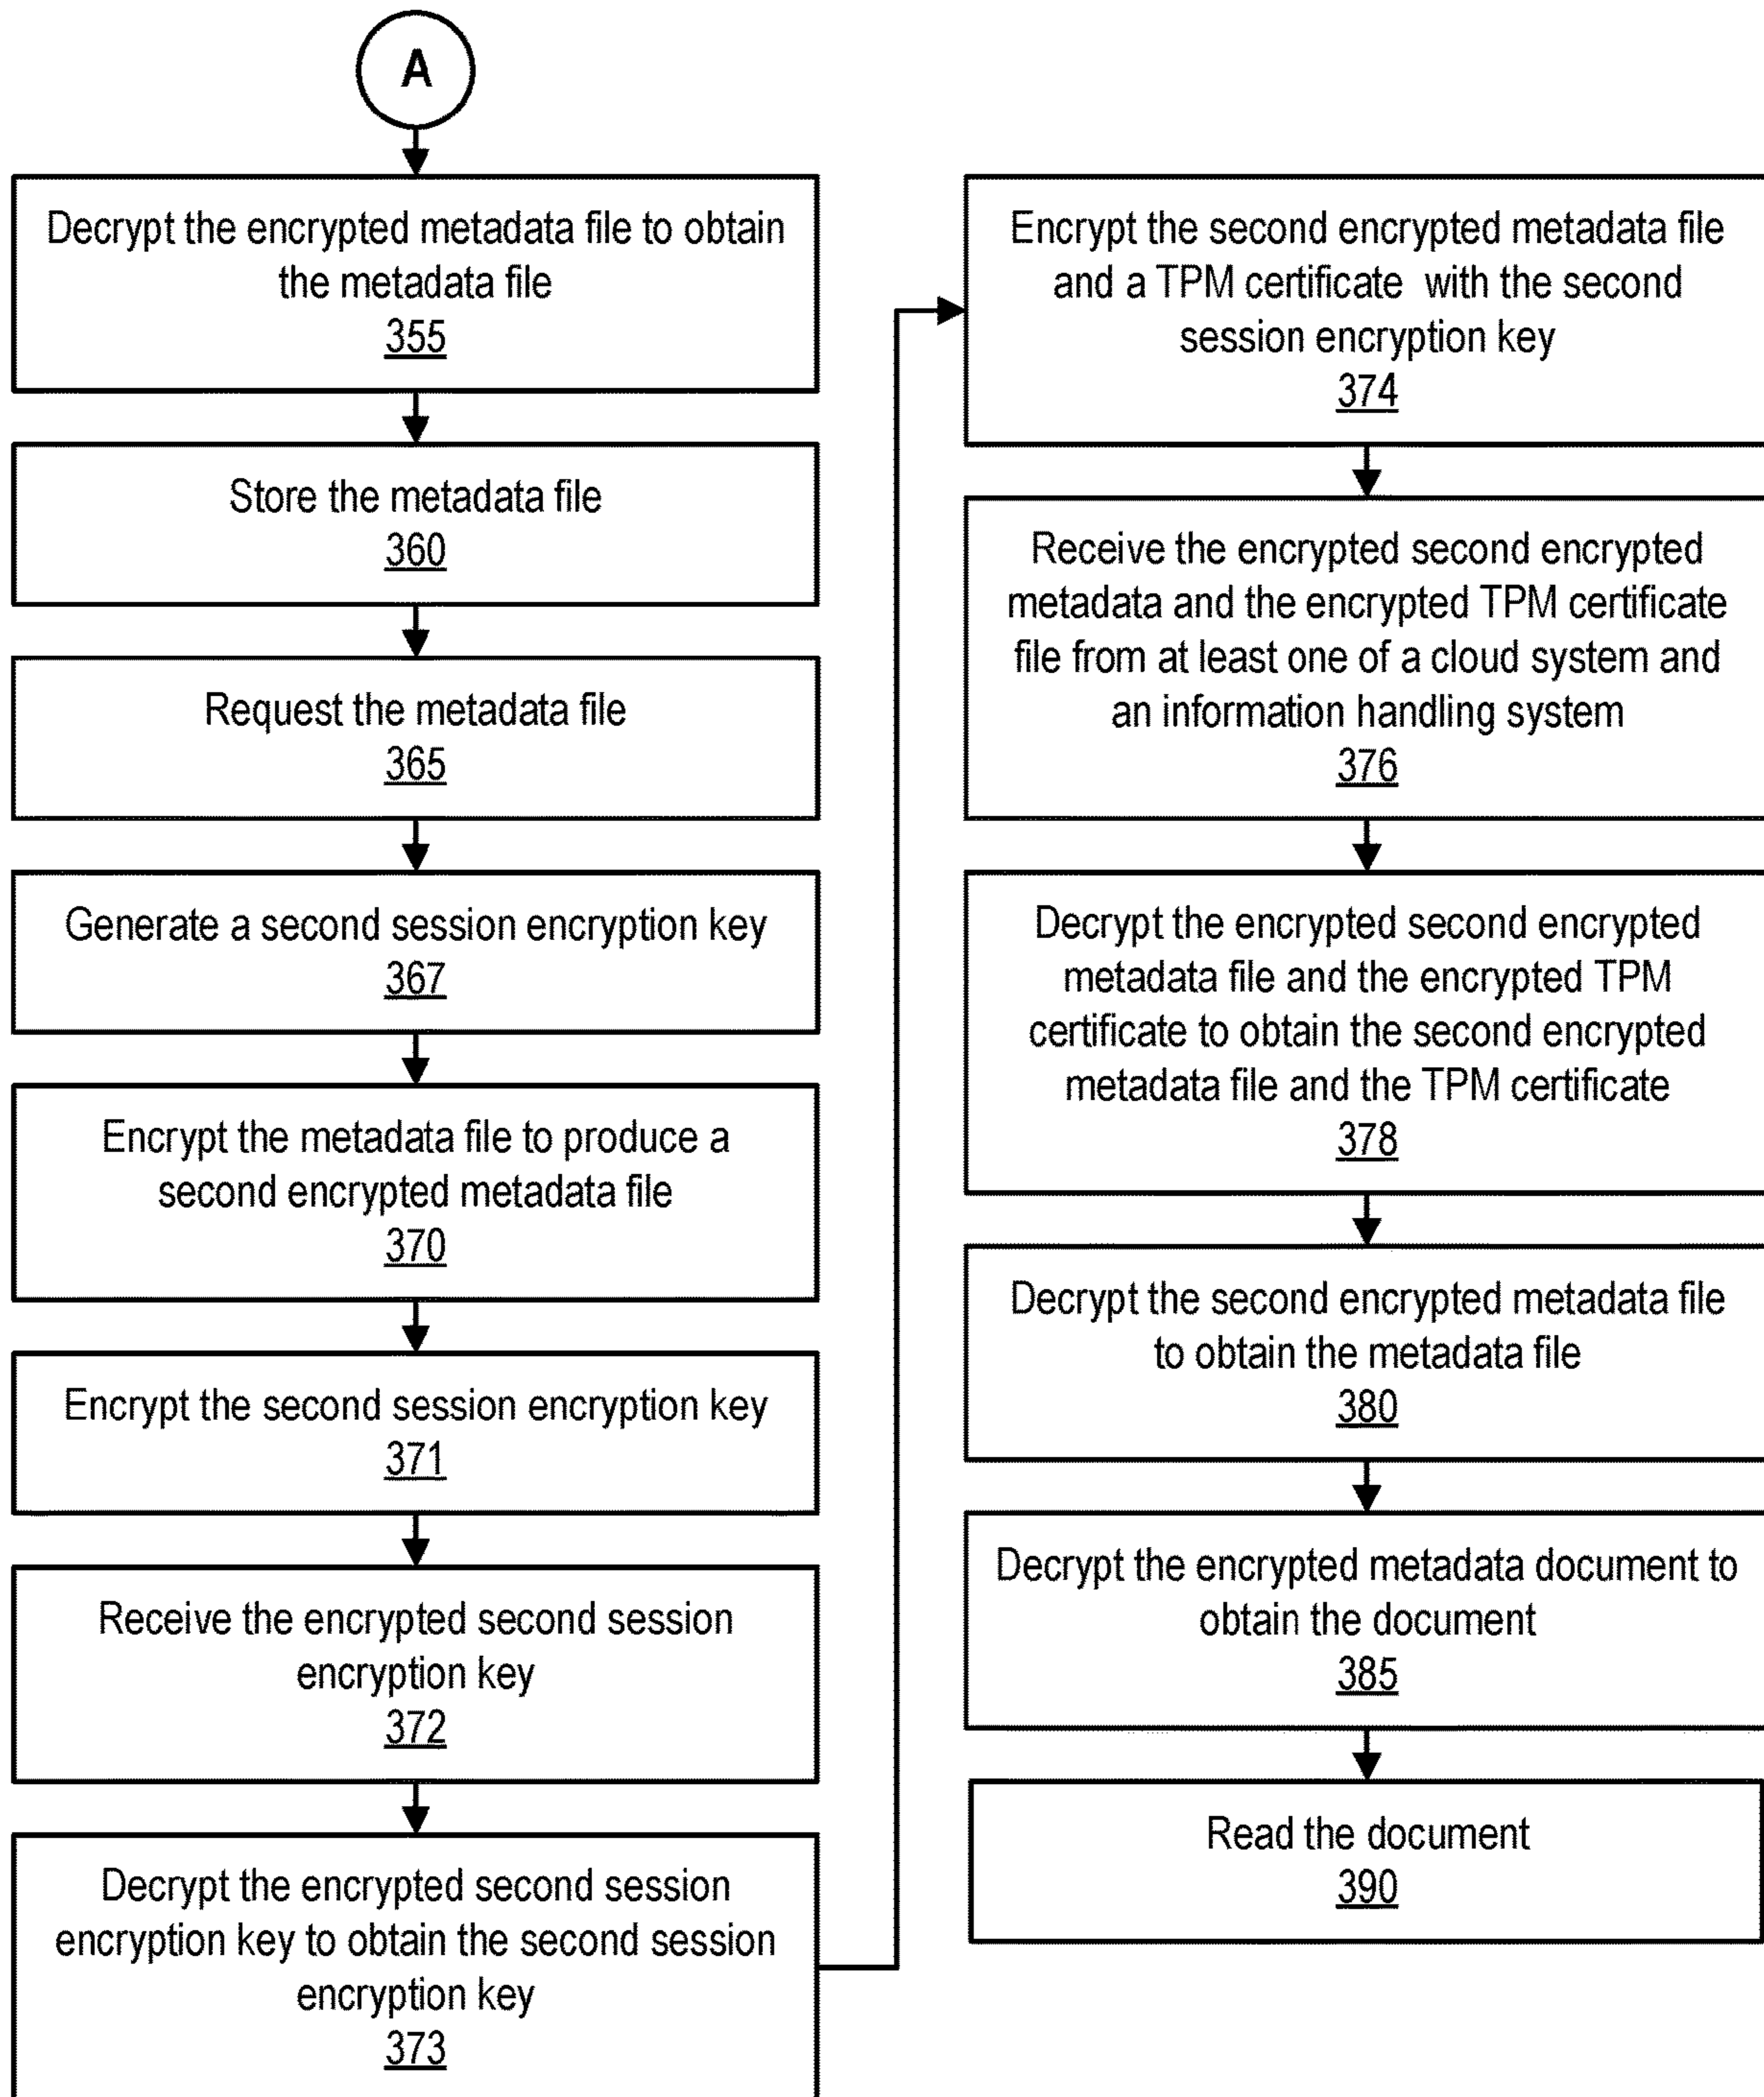 A
Decrypt the encrypted metadata file to obtain
the metadata file
355
Store the metadata file
360
Request the metadata file
365
Generate a second session encryption key
367
Encrypt the metadata file to produce a
second encrypted metadata file
370
Encrypt the second session encryption key
371
Receive the encrypted second session
encryption key
372
Decrypt the encrypted second session
encryption key to obtain the second session
encryption key
373
Encrypt the second encrypted metadata file
and a TPM certificate with the second
session encryption key
374
Receive the encrypted second encrypted
metadata and the encrypted TPM certificate
file from at least one of a cloud system and
an information handling system
376
Decrypt the encrypted second encrypted
metadata file and the encrypted TPM
certificate to obtain the second encrypted
metadata file and the TPM certificate
378
Decrypt the second encrypted metadata file
to obtain the metadata file
380
Decrypt the encrypted metadata document to
obtain the document
385
Read the document
390